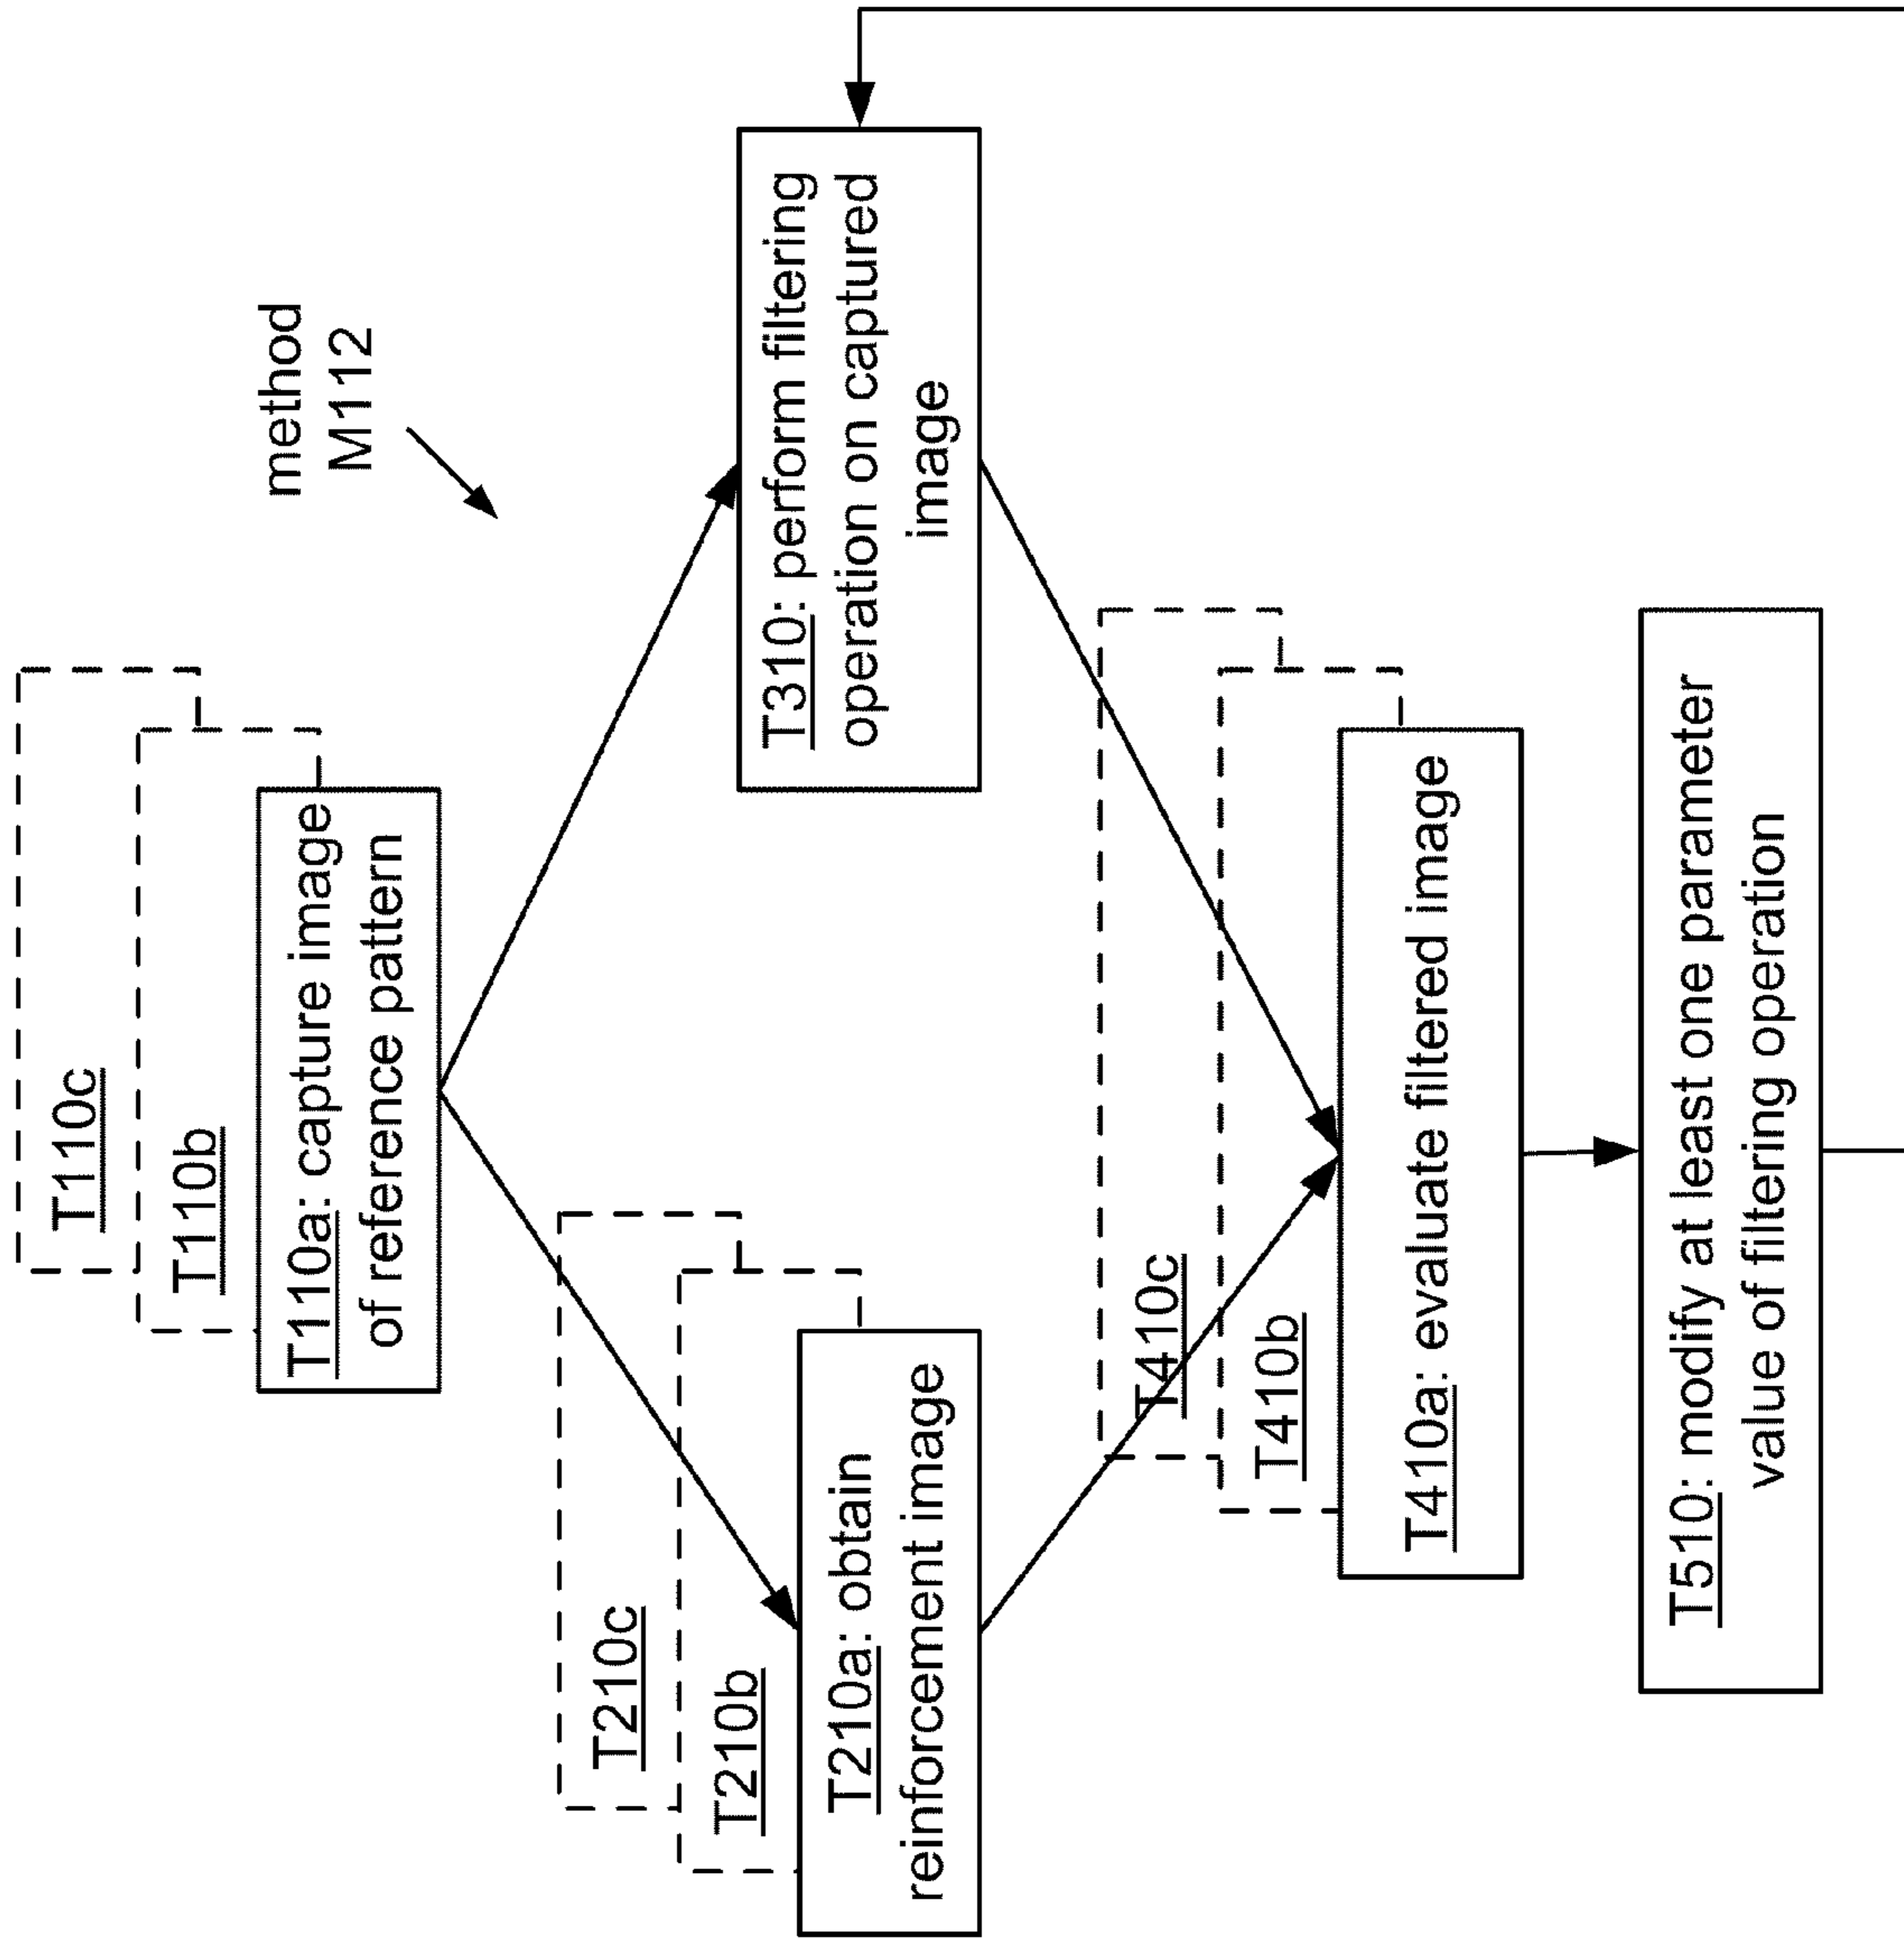 method
M112
T110c
T110b
T110a: capture image
of reference pattern
T210c
T210b
T210a: obtain
reinforcement image
T310: perform filtering
operation on captured
image
T410c
T410b
T410a: evaluate filtered image
T510: modify at least one parameter
value of filtering operation